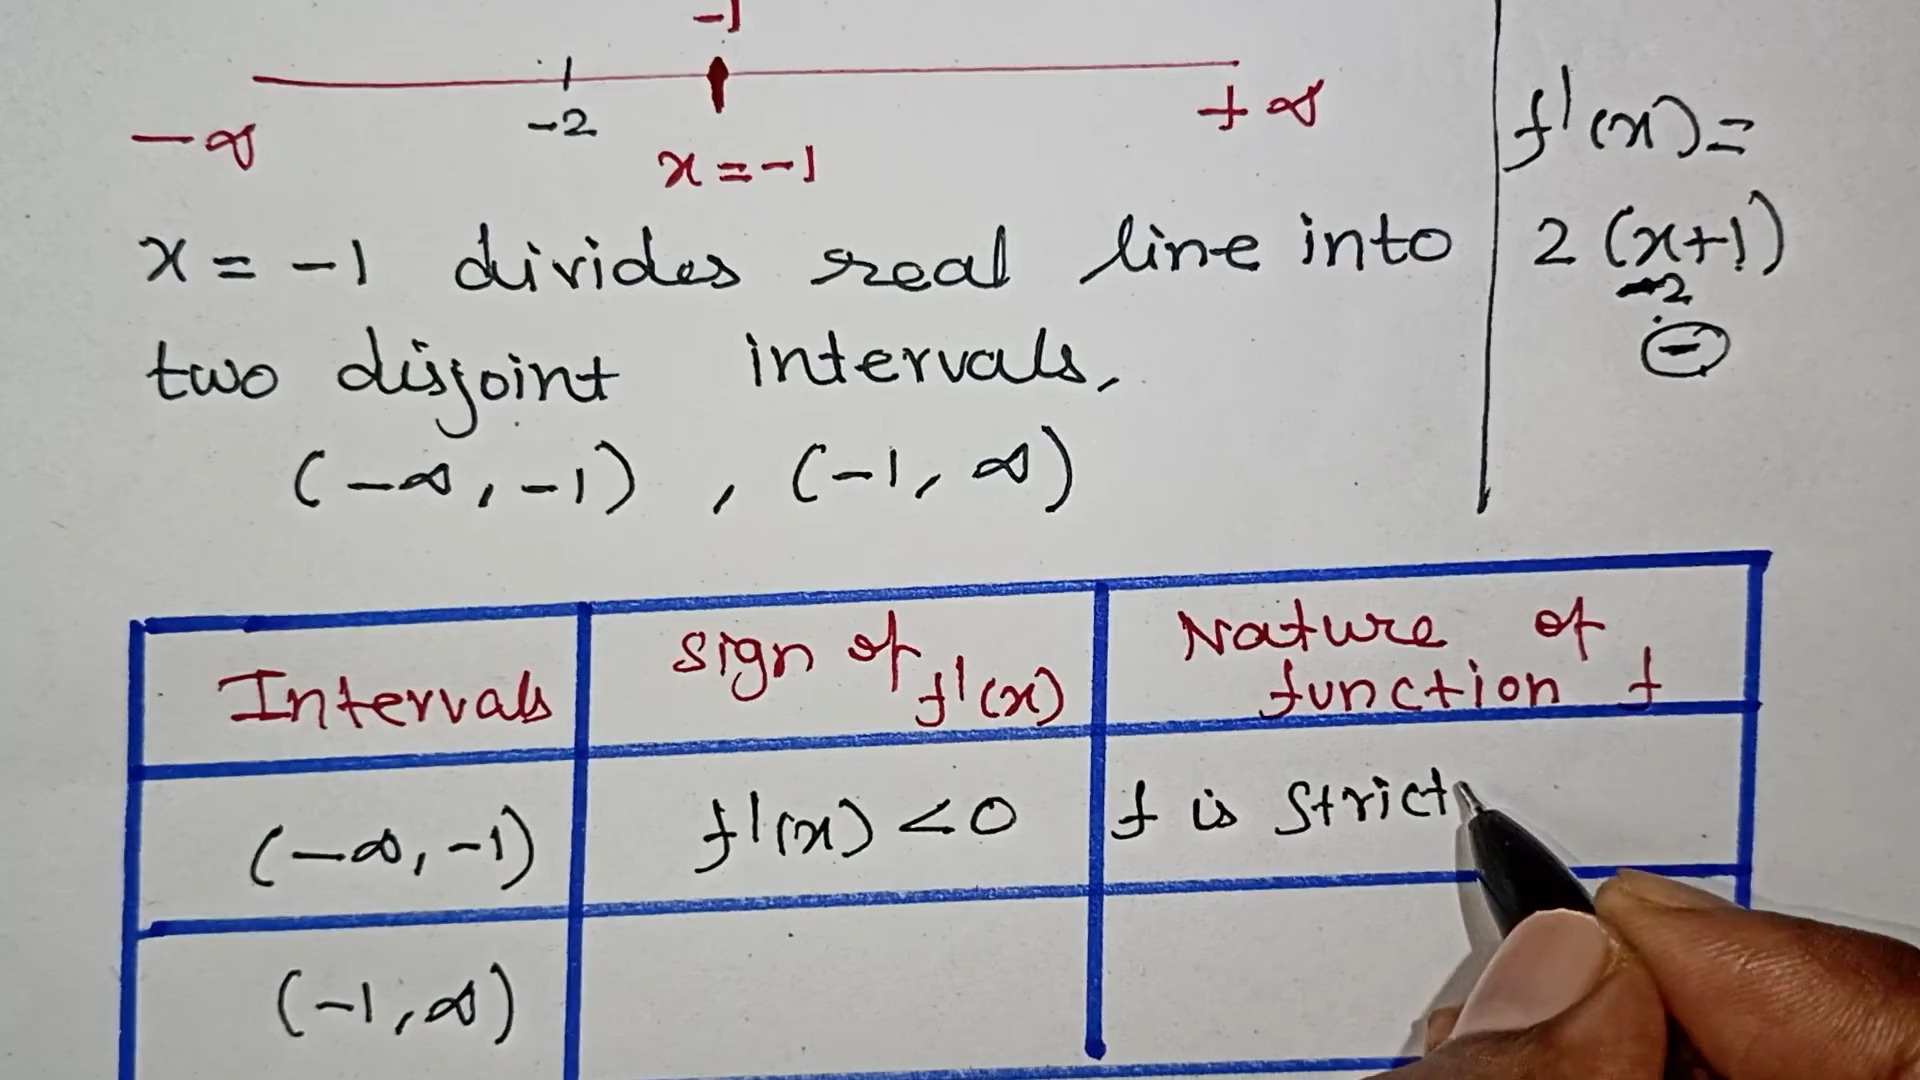 -1
-2
-∞ x = -1 +∞
x = -1 divides real line into
two disjoint intervals,
(-∞, -1) , (-1, ∞)
f'(x) =
2 (x+1)
-2
-
Intervals sign of f'(x) Nature of function f
(-∞, -1) f'(x) < 0 f is Strict
(-1, ∞)